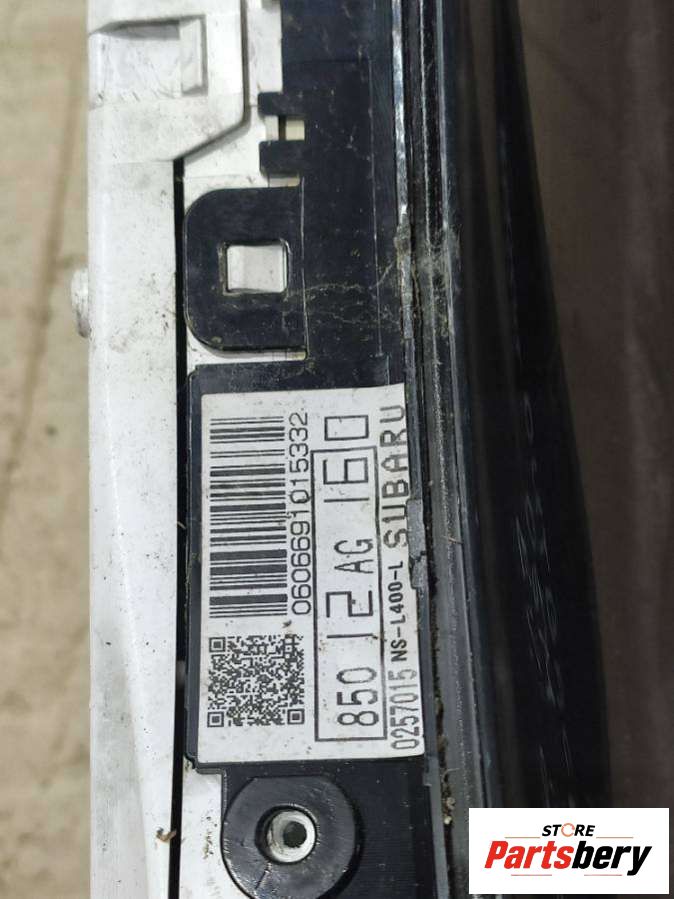 060669101 5332
850 12 AG 160
0257015 NS-L400-L SUBARU
STORE
Partsbery